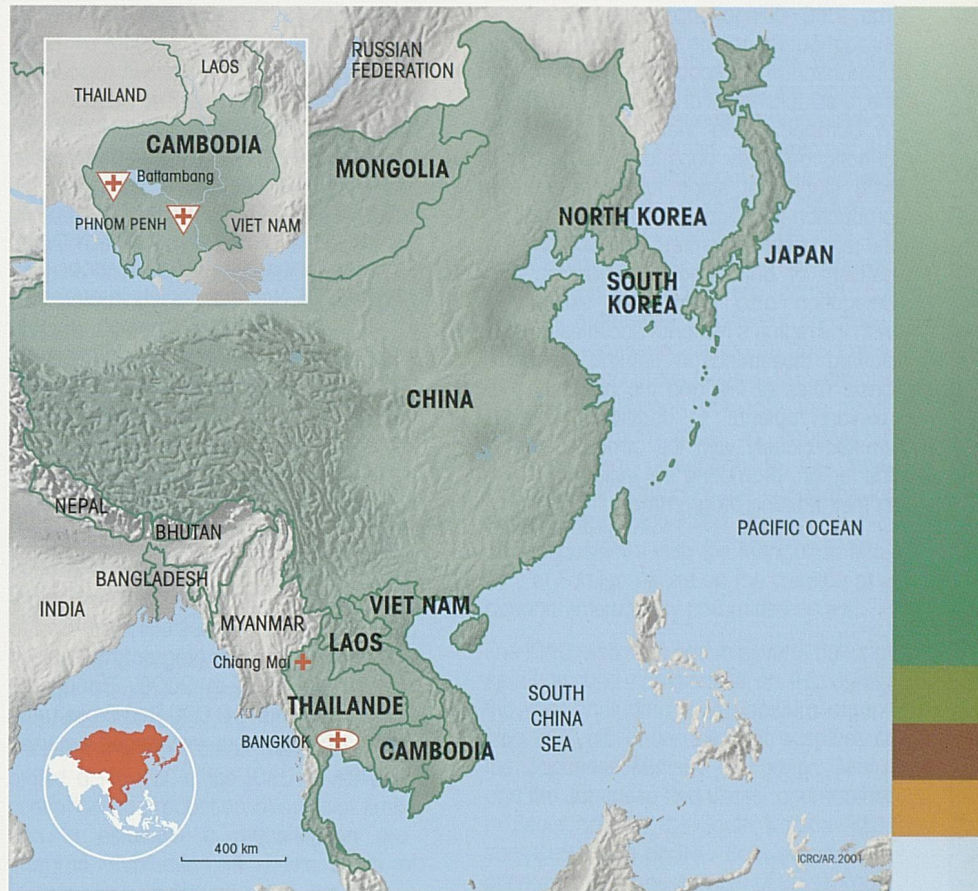 RUSSIAN
FEDERATION
LAOS
THAILAND
CAMBODIA
Battambang
PHNOM PENH
VIET NAM
MONGOLIA
NORTH KOREA
JAPAN
SOUTH
KOREA
CHINA
NEPAL
BHUTAN
PACIFIC OCEAN
BANGLADESH
INDIA
VIET NAM
MYANMAR
LAOS
Chiang Mai
THAILANDE
SOUTH
CHINA
SEA
BANGKOK
CAMBODIA
400 km
ICRC/AR.2001